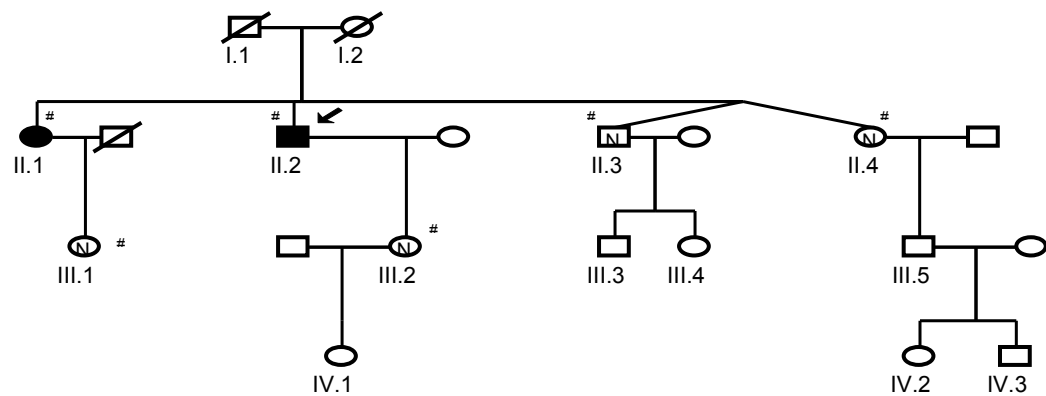 I.1 I.2
# # # #
N N
II.1 II.2 II.3 II.4
N # N #
III.1 III.2 III.3 III.4 III.5
IV.1 IV.2 IV.3